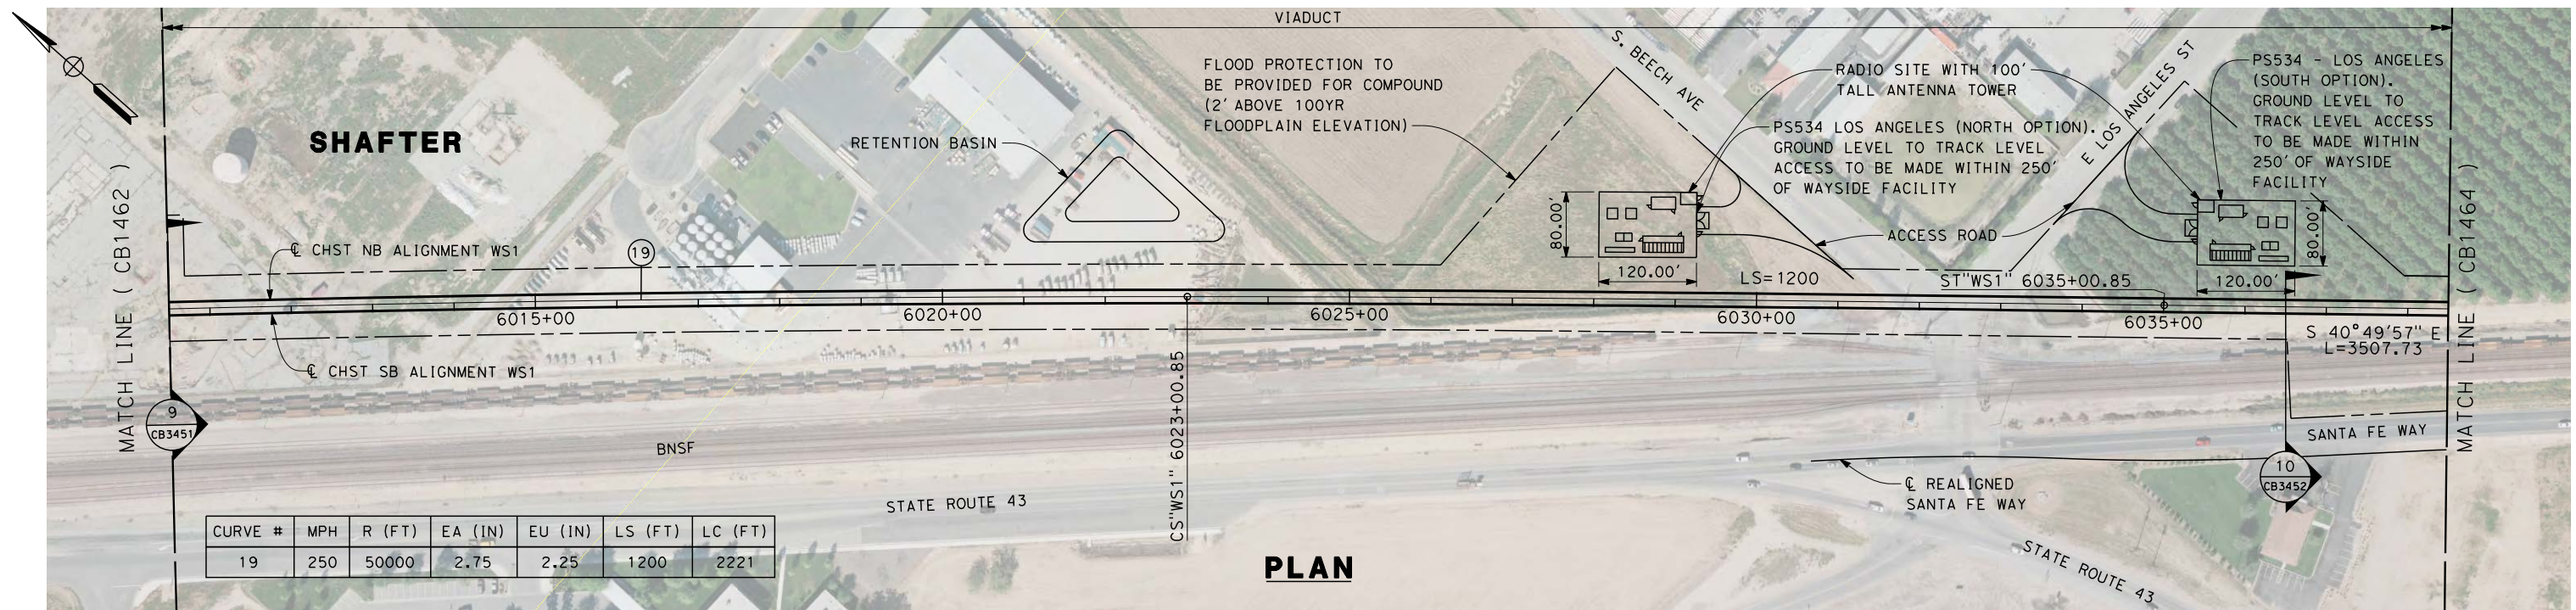 VIADUCT
SHAFTER
MATCH LINE ( CB1462 )
RETENTION BASIN
FLOOD PROTECTION TO
BE PROVIDED FOR COMPOUND
(2' ABOVE 100YR
FLOODPLAIN ELEVATION)
S. BEECH AVE
RADIO SITE WITH 100'
TALL ANTENNA TOWER
PS534 LOS ANGELES (NORTH OPTION).
GROUND LEVEL TO TRACK LEVEL
ACCESS TO BE MADE WITHIN 250'
OF WAYSIDE FACILITY
E LOS ANGELES ST
PS534 - LOS ANGELES
(SOUTH OPTION).
GROUND LEVEL TO
TRACK LEVEL ACCESS
TO BE MADE WITHIN
250' OF WAYSIDE
FACILITY
MATCH LINE ( CB1464 )
80.00'
120.00'
ACCESS ROAD
80.00'
120.00'
℄ CHST NB ALIGNMENT WS1
19
LS=1200
ST"WS1" 6035+00.85
6015+00
6020+00
6025+00
6030+00
6035+00
S 40°49'57" E
L=3507.73
℄ CHST SB ALIGNMENT WS1
CS"WS1" 6023+00.85
9
CB3451
BNSF
SANTA FE WAY
10
CB3452
℄ REALIGNED
SANTA FE WAY
STATE ROUTE 43
STATE ROUTE 43
CURVE # MPH R (FT) EA (IN) EU (IN) LS (FT) LC (FT)
19 250 50000 2.75 2.25 1200 2221
PLAN